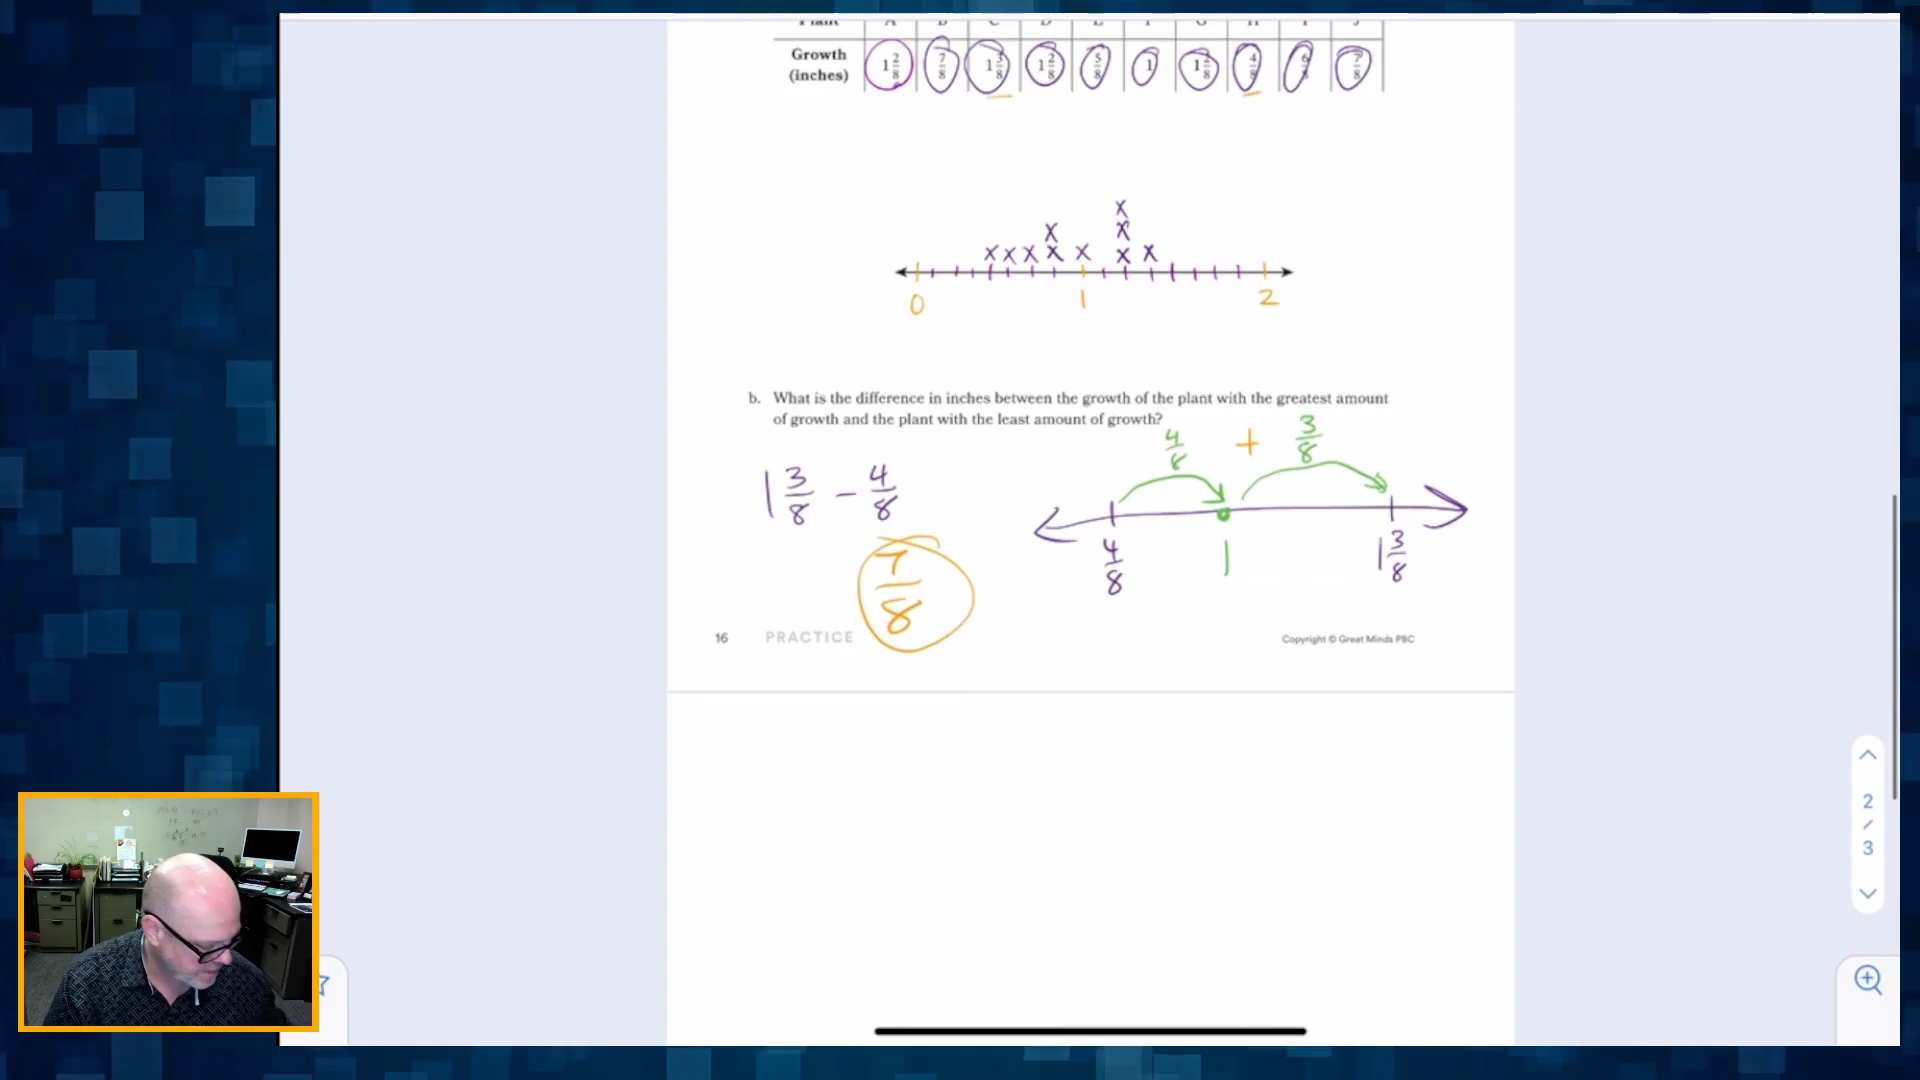 Plant A B C D E F G H I J
Growth (inches) 1 2/8 7/8 1 3/8 1 2/8 5/8 1 1 2/8 4/8 6/8 7/8
x
x x
x x x x x x x
0 1 2
b. What is the difference in inches between the growth of the plant with the greatest amount
of growth and the plant with the least amount of growth?
4/8 + 3/8
1 3/8 - 4/8
4/8 1 1 3/8
7/8
16 PRACTICE Copyright © Great Minds PBC
2
/
3